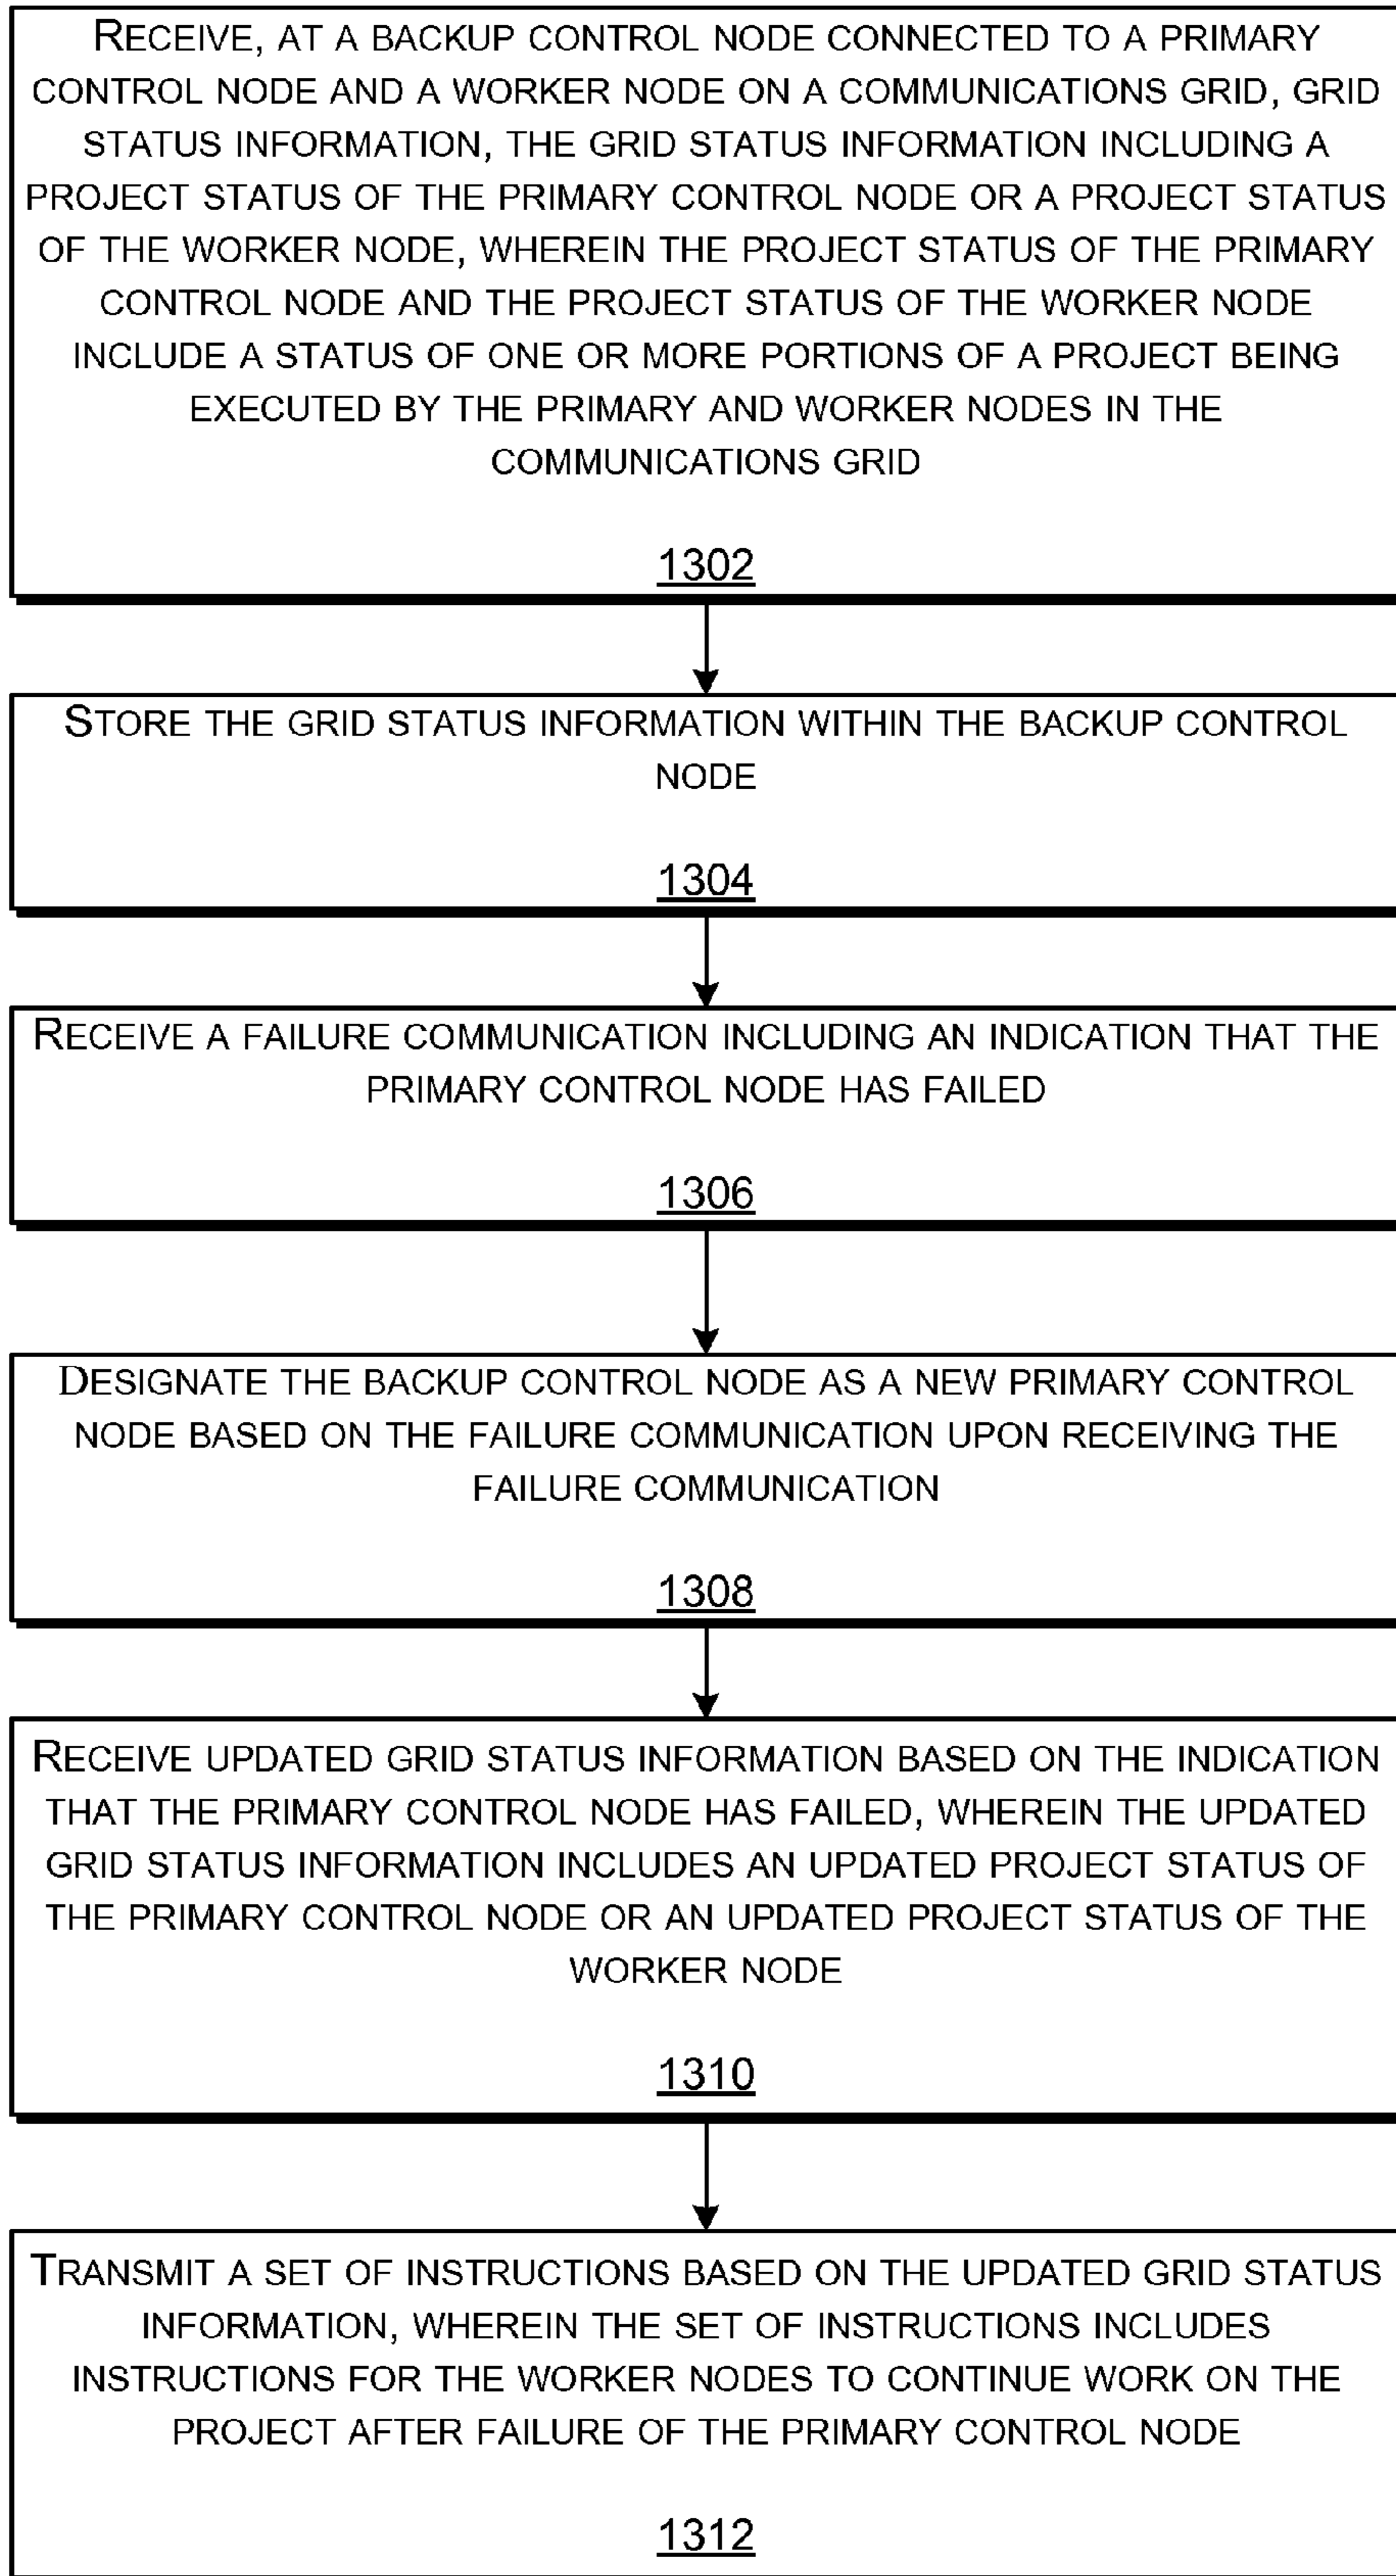 RECEIVE, AT A BACKUP CONTROL NODE CONNECTED TO A PRIMARY
CONTROL NODE AND A WORKER NODE ON A COMMUNICATIONS GRID, GRID
STATUS INFORMATION, THE GRID STATUS INFORMATION INCLUDING A
PROJECT STATUS OF THE PRIMARY CONTROL NODE OR A PROJECT STATUS
OF THE WORKER NODE, WHEREIN THE PROJECT STATUS OF THE PRIMARY
CONTROL NODE AND THE PROJECT STATUS OF THE WORKER NODE
INCLUDE A STATUS OF ONE OR MORE PORTIONS OF A PROJECT BEING
EXECUTED BY THE PRIMARY AND WORKER NODES IN THE
COMMUNICATIONS GRID
1302
STORE THE GRID STATUS INFORMATION WITHIN THE BACKUP CONTROL
NODE
1304
RECEIVE A FAILURE COMMUNICATION INCLUDING AN INDICATION THAT THE
PRIMARY CONTROL NODE HAS FAILED
1306
DESIGNATE THE BACKUP CONTROL NODE AS A NEW PRIMARY CONTROL
NODE BASED ON THE FAILURE COMMUNICATION UPON RECEIVING THE
FAILURE COMMUNICATION
1308
RECEIVE UPDATED GRID STATUS INFORMATION BASED ON THE INDICATION
THAT THE PRIMARY CONTROL NODE HAS FAILED, WHEREIN THE UPDATED
GRID STATUS INFORMATION INCLUDES AN UPDATED PROJECT STATUS OF
THE PRIMARY CONTROL NODE OR AN UPDATED PROJECT STATUS OF THE
WORKER NODE
1310
TRANSMIT A SET OF INSTRUCTIONS BASED ON THE UPDATED GRID STATUS
INFORMATION, WHEREIN THE SET OF INSTRUCTIONS INCLUDES
INSTRUCTIONS FOR THE WORKER NODES TO CONTINUE WORK ON THE
PROJECT AFTER FAILURE OF THE PRIMARY CONTROL NODE
1312